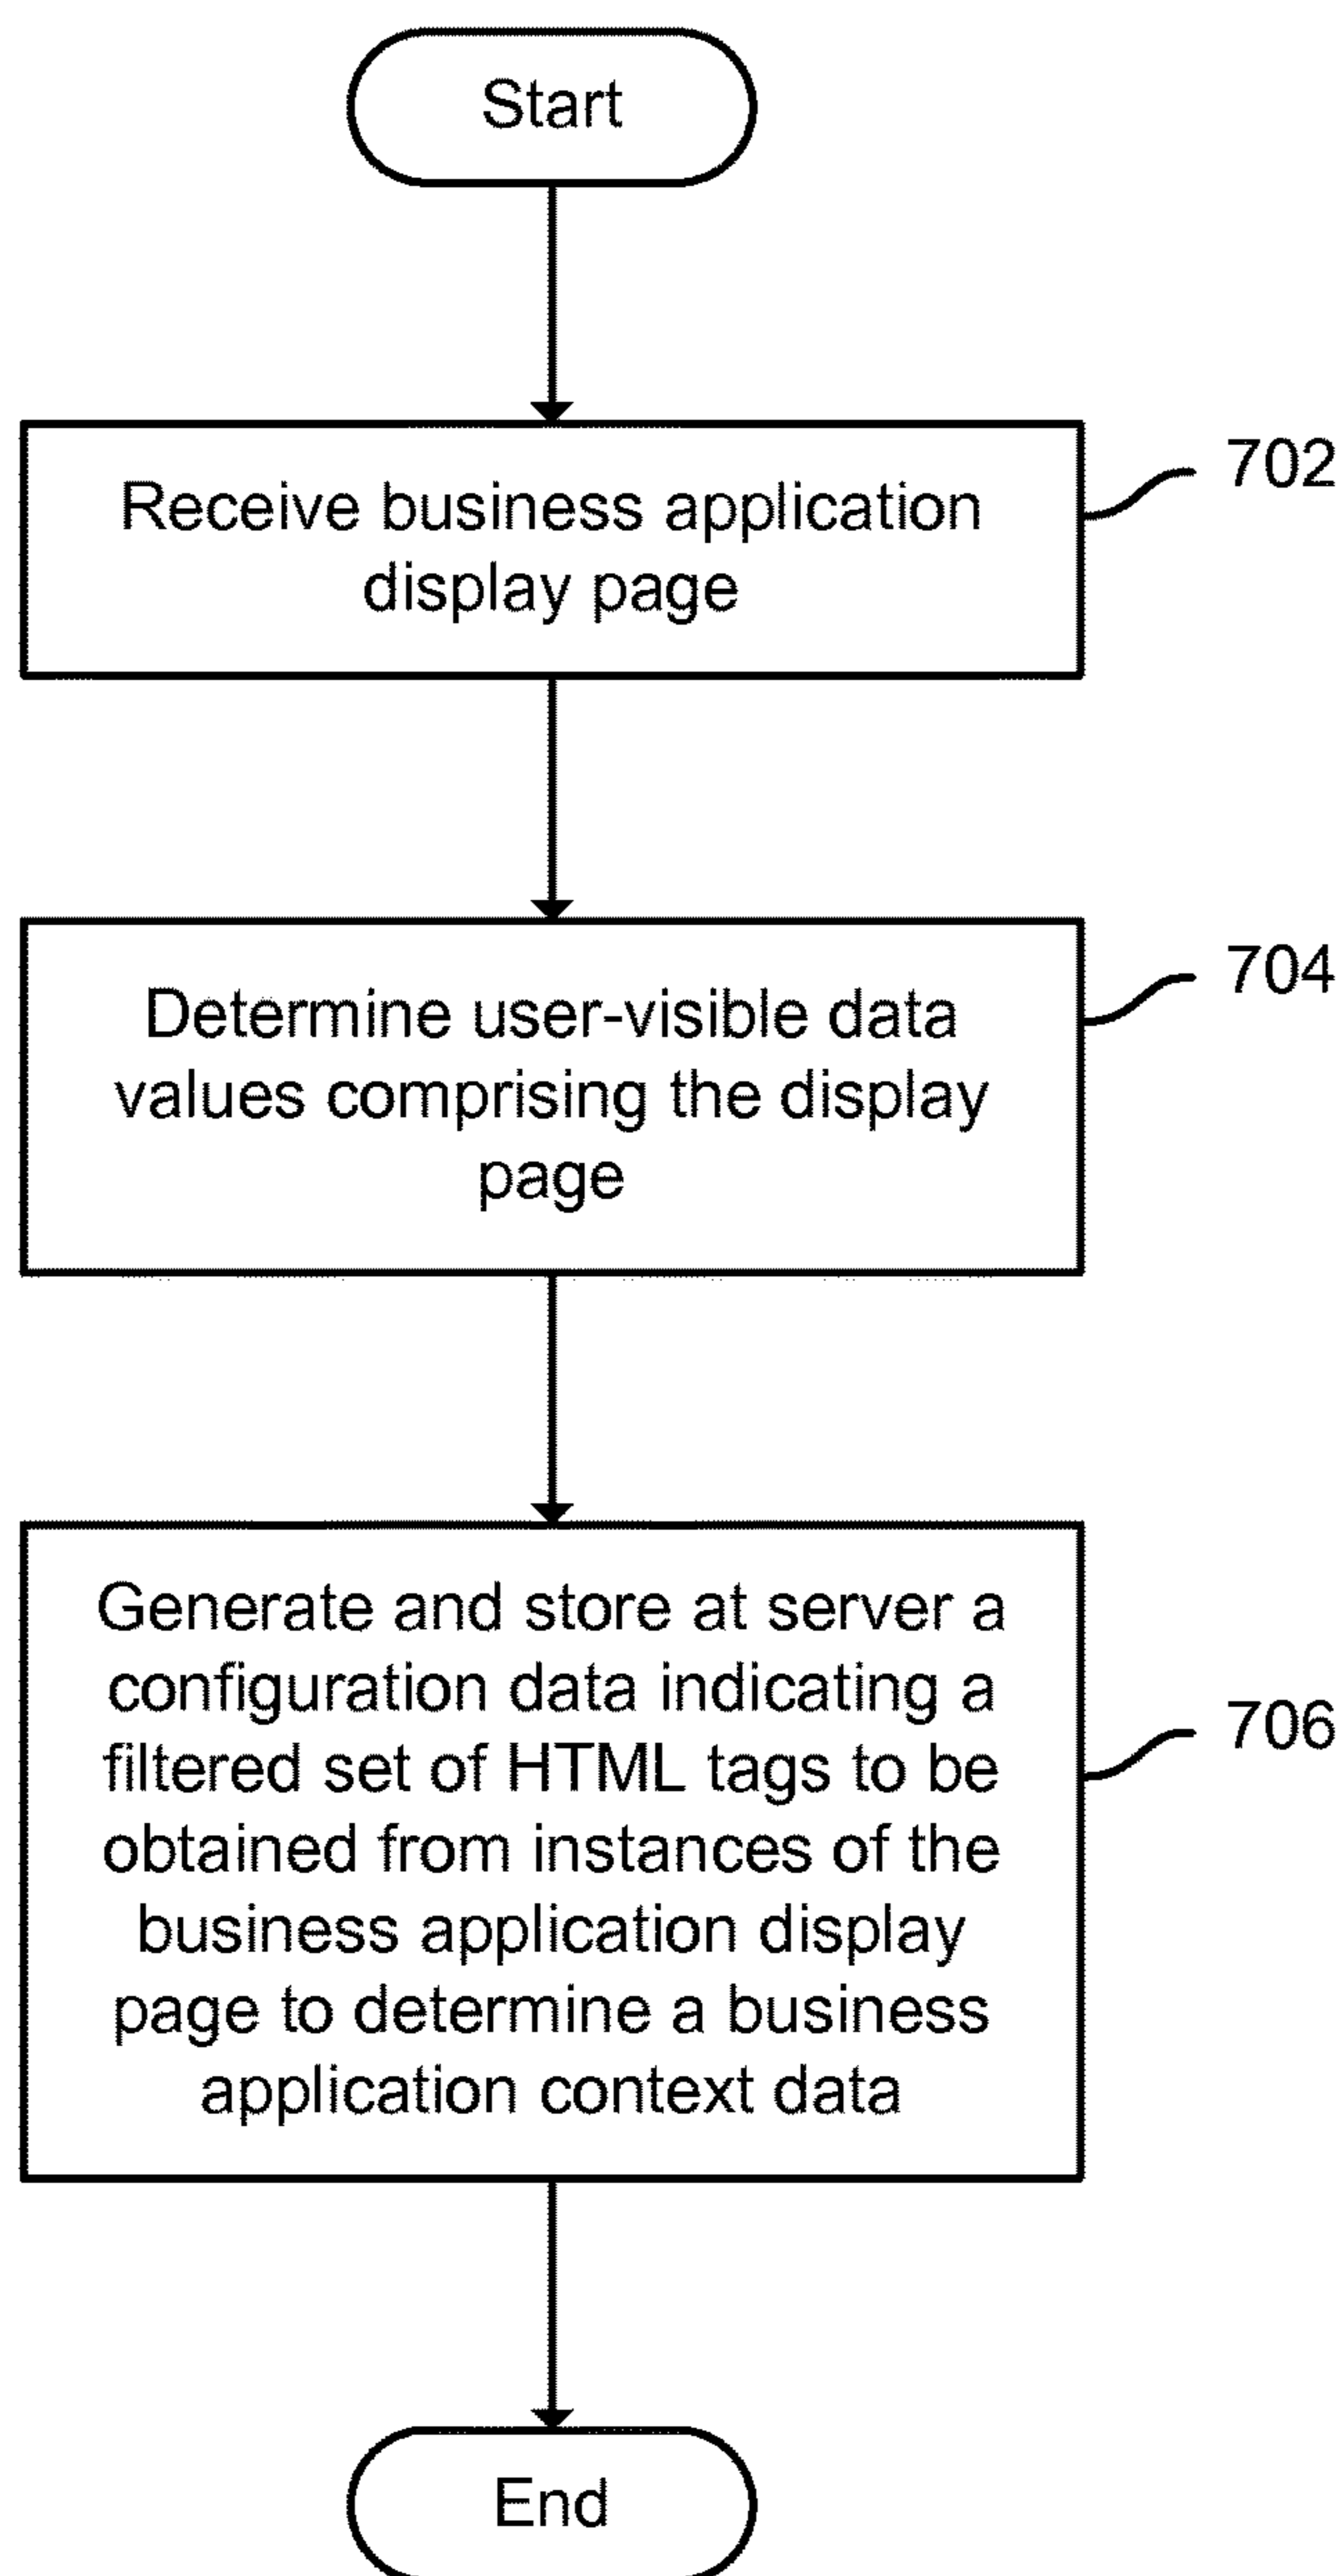 Start
Receive business application
display page
702
Determine user-visible data
values comprising the display
page
704
Generate and store at server a
configuration data indicating a
filtered set of HTML tags to be
obtained from instances of the
business application display
page to determine a business
application context data
706
End